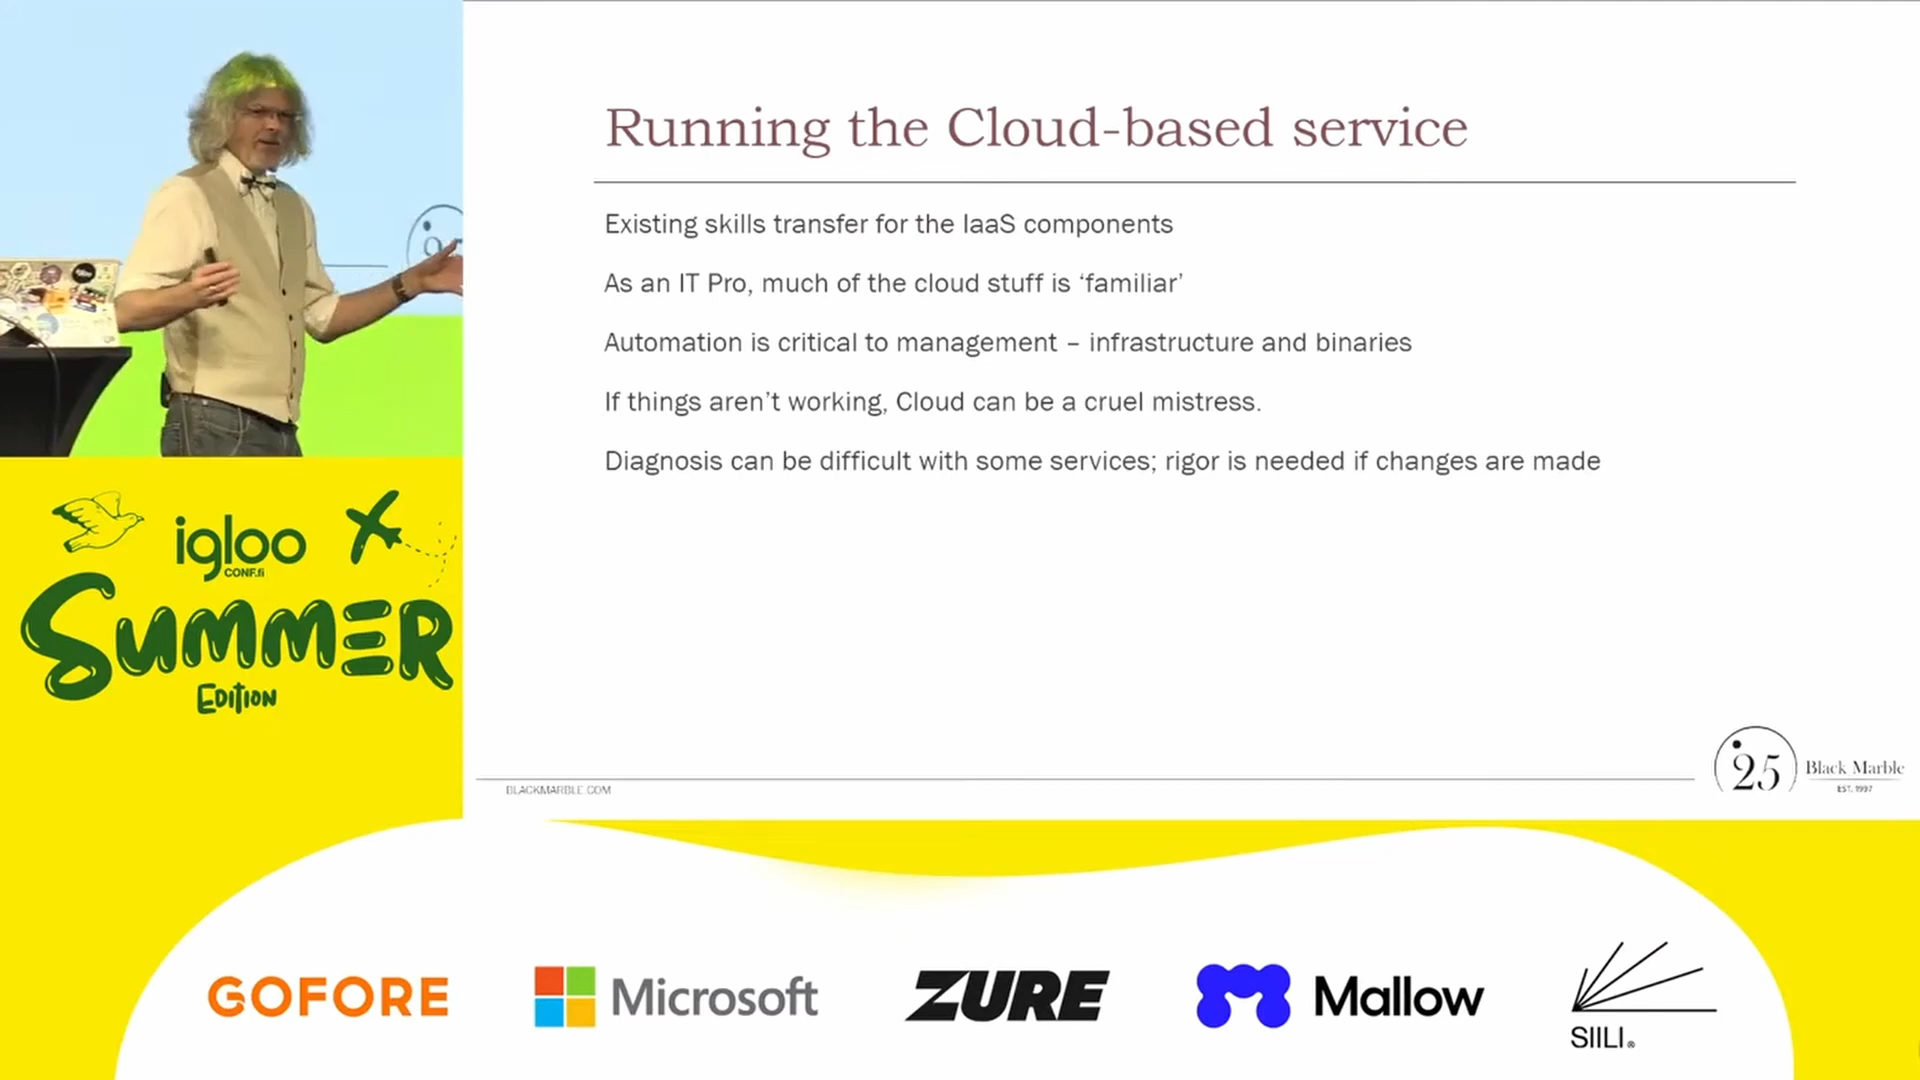 Running the Cloud-based service
Existing skills transfer for the IaaS components
As an IT Pro, much of the cloud stuff is ‘familiar’
Automation is critical to management – infrastructure and binaries
If things aren’t working, Cloud can be a cruel mistress.
Diagnosis can be difficult with some services; rigor is needed if changes are made
igloo
CONF.fi
SUMMER
EDITION
BLACKMARBLE.COM
25
Black Marble
EST. 1997
GOFORE
Microsoft
ZURE
Mallow
SIILI®